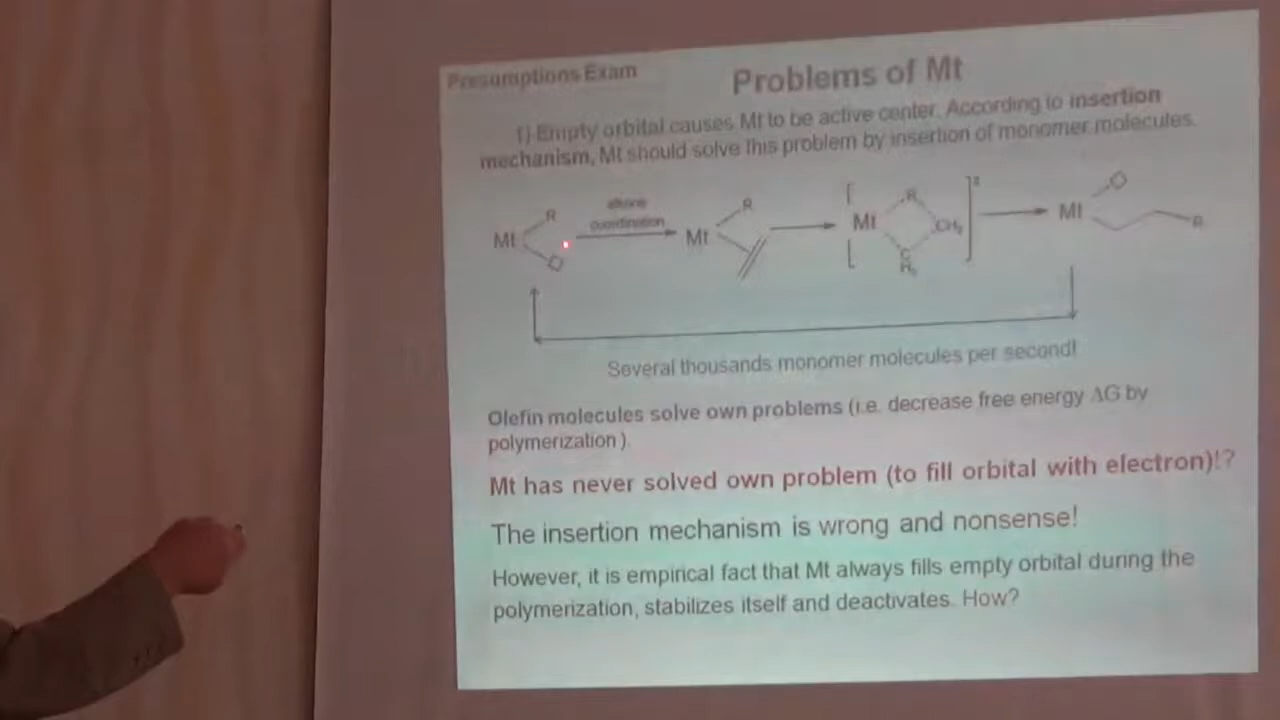 Presumptions Exam
Problems of Mt
1) Empty orbital causes Mt to be active center. According to insertion
mechanism, Mt should solve this problem by insertion of monomer molecules.
Mt
R
coordination
Mt
R
Mt
R
CH₂
C
H₂
‡
Mt
R
Several thousands monomer molecules per second!
Olefin molecules solve own problems (i.e. decrease free energy ΔG by
polymerization).
Mt has never solved own problem (to fill orbital with electron)!?
The insertion mechanism is wrong and nonsense!
However, it is empirical fact that Mt always fills empty orbital during the
polymerization, stabilizes itself and deactivates. How?